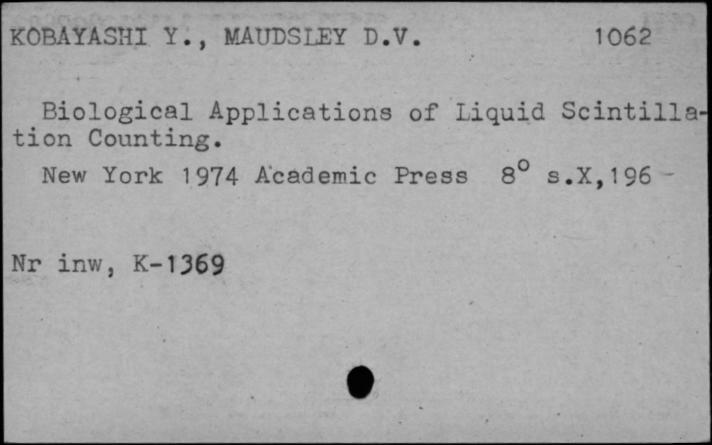 KOBAYASHI Y., MAUDSLEY D.V. 1062
Biological Applications of Liquid Scintilla-
tion Counting.
New York 1974 Academic Press 8° s.X,196
Nr inw, K-1369